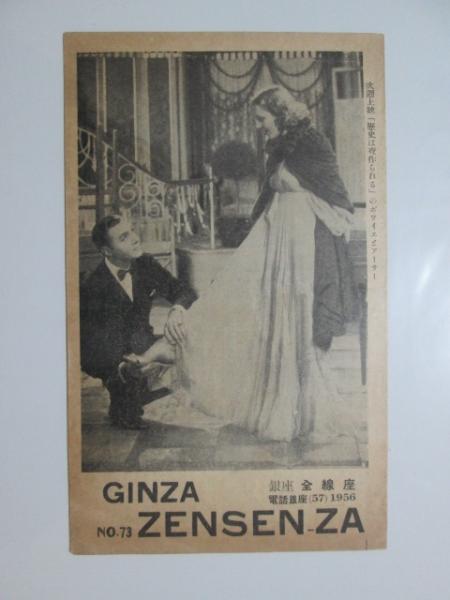 次週上映「歴史は夜作られる」のボワイエとアーサー
GINZA
銀座 全線座
電話銀座(57)1956
NO.73 ZENSEN-ZA